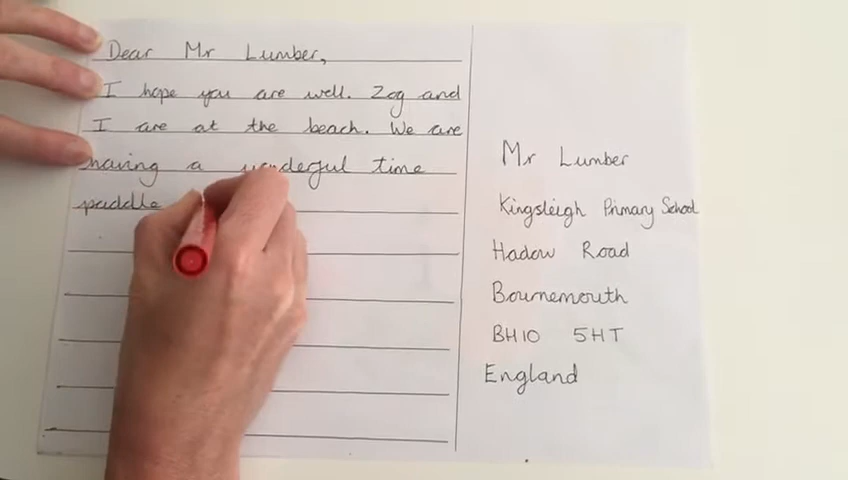 Dear Mr Lumber,
I hope you are well. Zog and
I are at the beach. We are
having a wonderful time
paddle
Mr Lumber
Kingsleigh Primary School
Hadow Road
Bournemouth
BH10 5HT
England